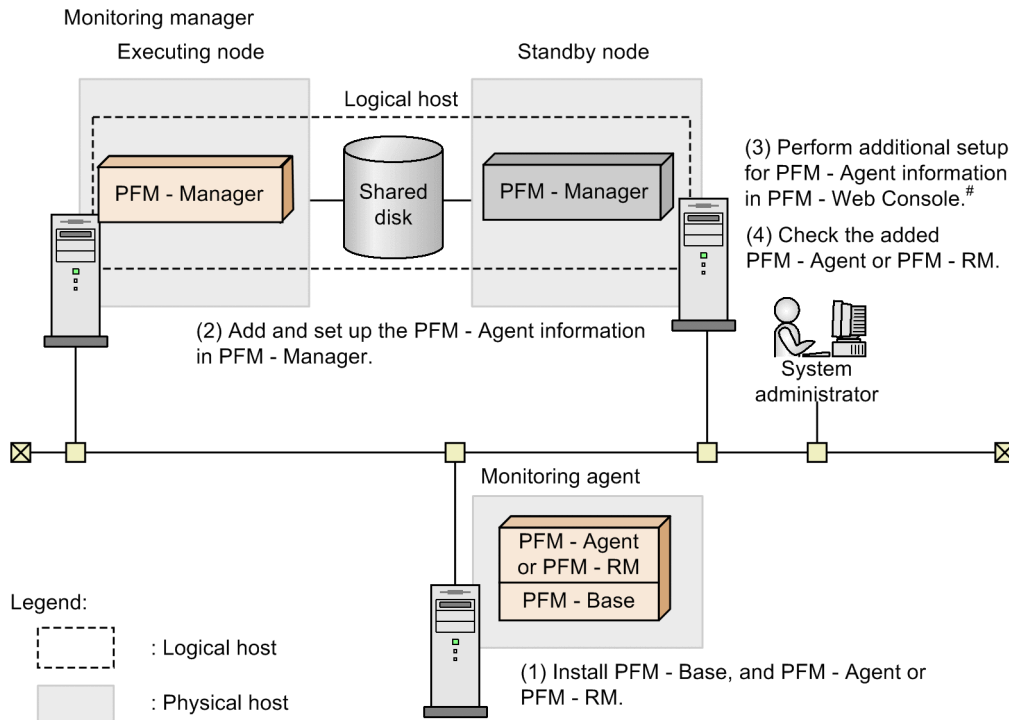 Monitoring manager
Executing node
Standby node
Logical host
PFM - Manager
Shared
disk
PFM - Manager
(3) Perform additional setup
for PFM - Agent information
in PFM - Web Console.#
(4) Check the added
PFM - Agent or PFM - RM.
(2) Add and set up the PFM - Agent information
in PFM - Manager.
System
administrator
Monitoring agent
PFM - Agent
or PFM - RM
PFM - Base
(1) Install PFM - Base, and PFM - Agent or
PFM - RM.
Legend:
: Logical host
: Physical host